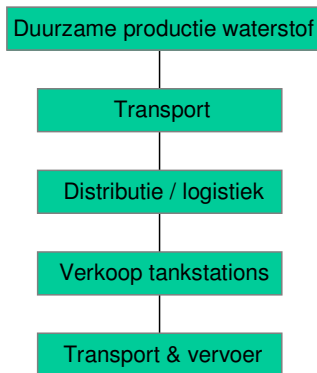 Duurzame productie waterstof
Transport
Distributie / logistiek
Verkoop tankstations
Transport & vervoer